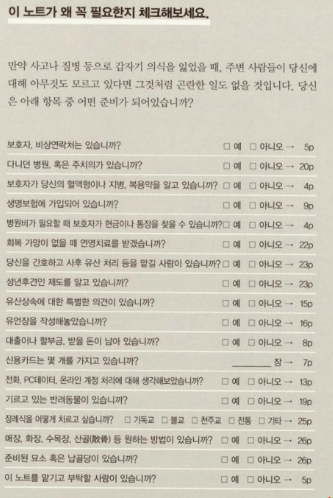 이 노트가 왜 꼭 필요한지 체크해보세요.
만약 사고나 질병 등으로 갑자기 의식을 잃었을 때, 주변 사람들이 당신에
대해 아무것도 모르고 있다면 그것처럼 곤란한 일도 없을 것입니다. 당신
은 아래 항목 중 어떤 준비가 되어있습니까?
보호자, 비상연락처는 있습니까? □ 예 □ 아니오 → 5p
다니던 병원, 혹은 주치의가 있습니까? □ 예 □ 아니오 → 20p
보호자가 당신의 혈액형이나 지병, 복용약을 알고 있습니까? □ 예 □ 아니오 → 4p
생명보험에 가입되어 있습니까? □ 예 □ 아니오 → 9p
병원비가 필요할 때 보호자가 현금이나 통장을 찾을 수 있습니까? □ 예 □ 아니오 → 4p
회복 가망이 없을 때 연명치료를 받겠습니까? □ 예 □ 아니오 → 22p
당신을 간호하고 사후 유산 처리 등을 맡길 사람이 있습니까? □ 예 □ 아니오 → 23p
성년후견인 제도를 알고 있습니까? □ 예 □ 아니오 → 23p
유산상속에 대한 특별한 의견이 있습니까? □ 예 □ 아니오 → 15p
유언장을 작성해놓았습니까? □ 예 □ 아니오 → 16p
대출이나 할부금, 받을 돈이 남아 있습니까? □ 예 □ 아니오 → 8p
신용카드는 몇 개를 가지고 있습니까? ________ 장 → 7p
전화, PC데이터, 온라인 계정 처리에 대해 생각해보았습니까? □ 예 □ 아니오 → 13p
기르고 있는 반려동물이 있습니까? □ 예 □ 아니오 → 19p
장례식을 어떻게 치르고 싶습니까? □ 기독교 □ 불교 □ 천주교 □ 전통 □ 기타 → 25p
매장, 화장, 수목장, 산골(散骨) 등 원하는 방법이 있습니까? □ 예 □ 아니오 → 26p
준비된 묘소 혹은 납골당이 있습니까? □ 예 □ 아니오 → 26p
이 노트를 맡기고 부탁할 사람이 있습니까? □ 예 □ 아니오 → 5p